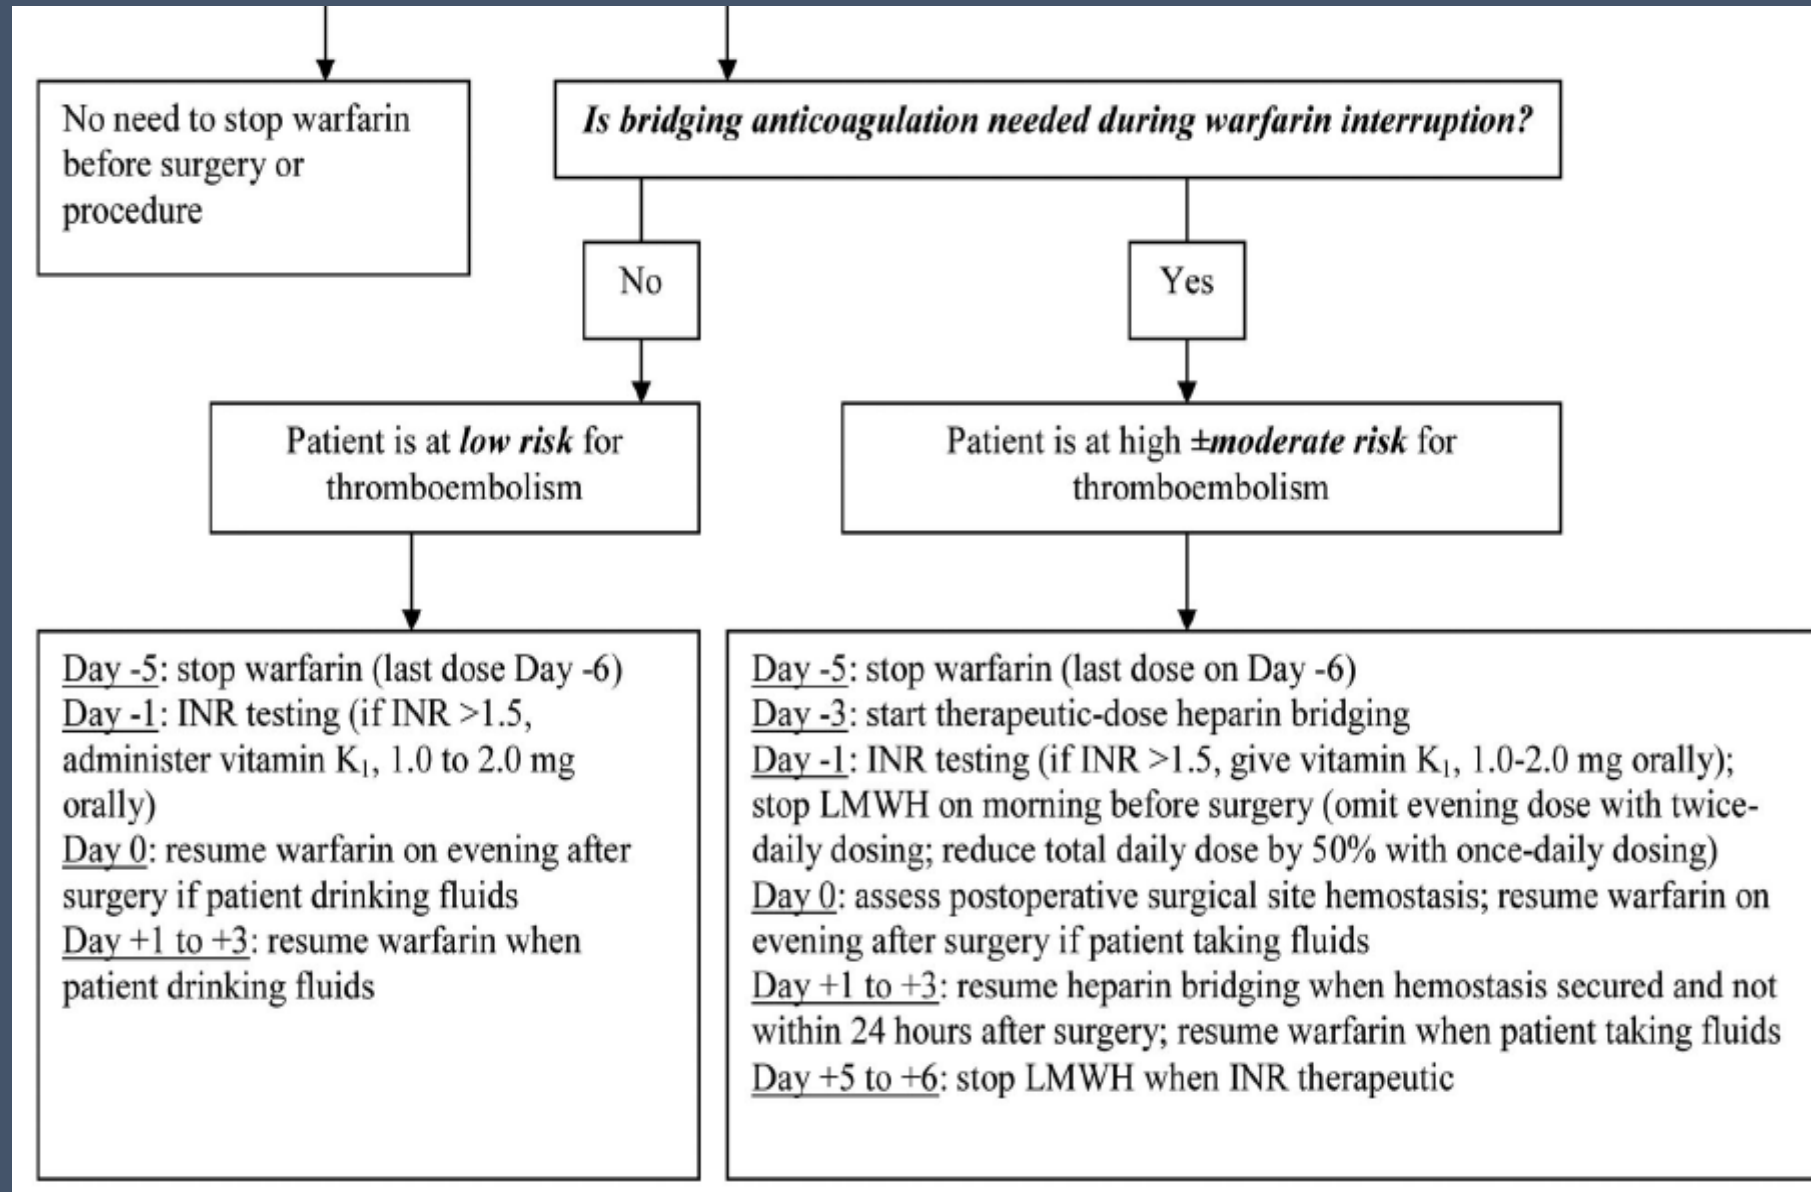 No need to stop warfarin
before surgery or
procedure
Is bridging anticoagulation needed during warfarin interruption?
No
Yes
Patient is at low risk for
thromboembolism
Patient is at high ±moderate risk for
thromboembolism
Day -5: stop warfarin (last dose Day -6)
Day -1: INR testing (if INR >1.5,
administer vitamin K₁, 1.0 to 2.0 mg
orally)
Day 0: resume warfarin on evening after
surgery if patient drinking fluids
Day +1 to +3: resume warfarin when
patient drinking fluids
Day -5: stop warfarin (last dose on Day -6)
Day -3: start therapeutic-dose heparin bridging
Day -1: INR testing (if INR >1.5, give vitamin K₁, 1.0-2.0 mg orally);
stop LMWH on morning before surgery (omit evening dose with twice-
daily dosing; reduce total daily dose by 50% with once-daily dosing)
Day 0: assess postoperative surgical site hemostasis; resume warfarin on
evening after surgery if patient taking fluids
Day +1 to +3: resume heparin bridging when hemostasis secured and not
within 24 hours after surgery; resume warfarin when patient taking fluids
Day +5 to +6: stop LMWH when INR therapeutic